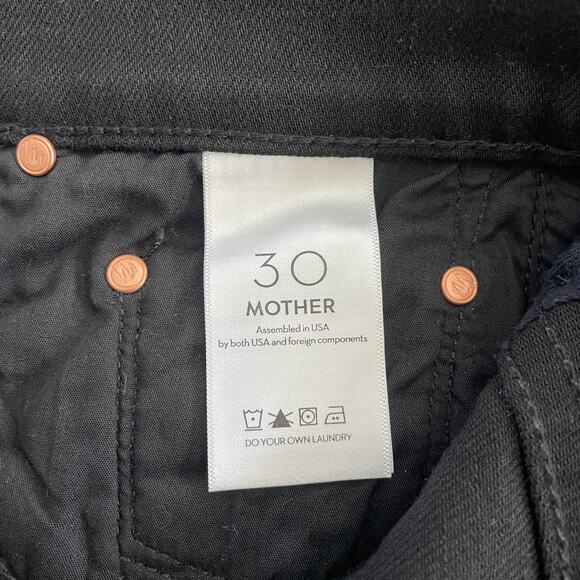 30
MOTHER
Assembled in USA
by both USA and foreign components
DO YOUR OWN LAUNDRY